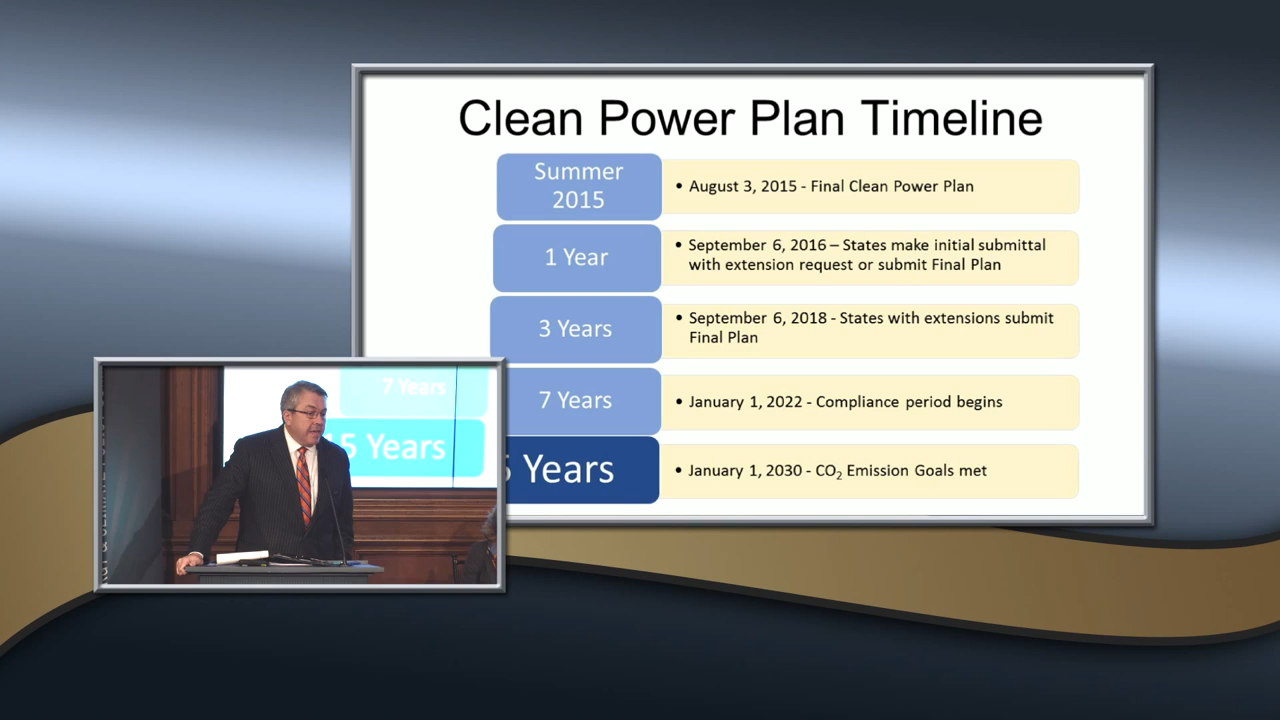 Clean Power Plan Timeline
Summer
2015
• August 3, 2015 - Final Clean Power Plan
1 Year
• September 6, 2016 – States make initial submittal
with extension request or submit Final Plan
3 Years
• September 6, 2018 - States with extensions submit
Final Plan
7 Years
• January 1, 2022 - Compliance period begins
5 Years
• January 1, 2030 - CO₂ Emission Goals met
7 Years
15 Years